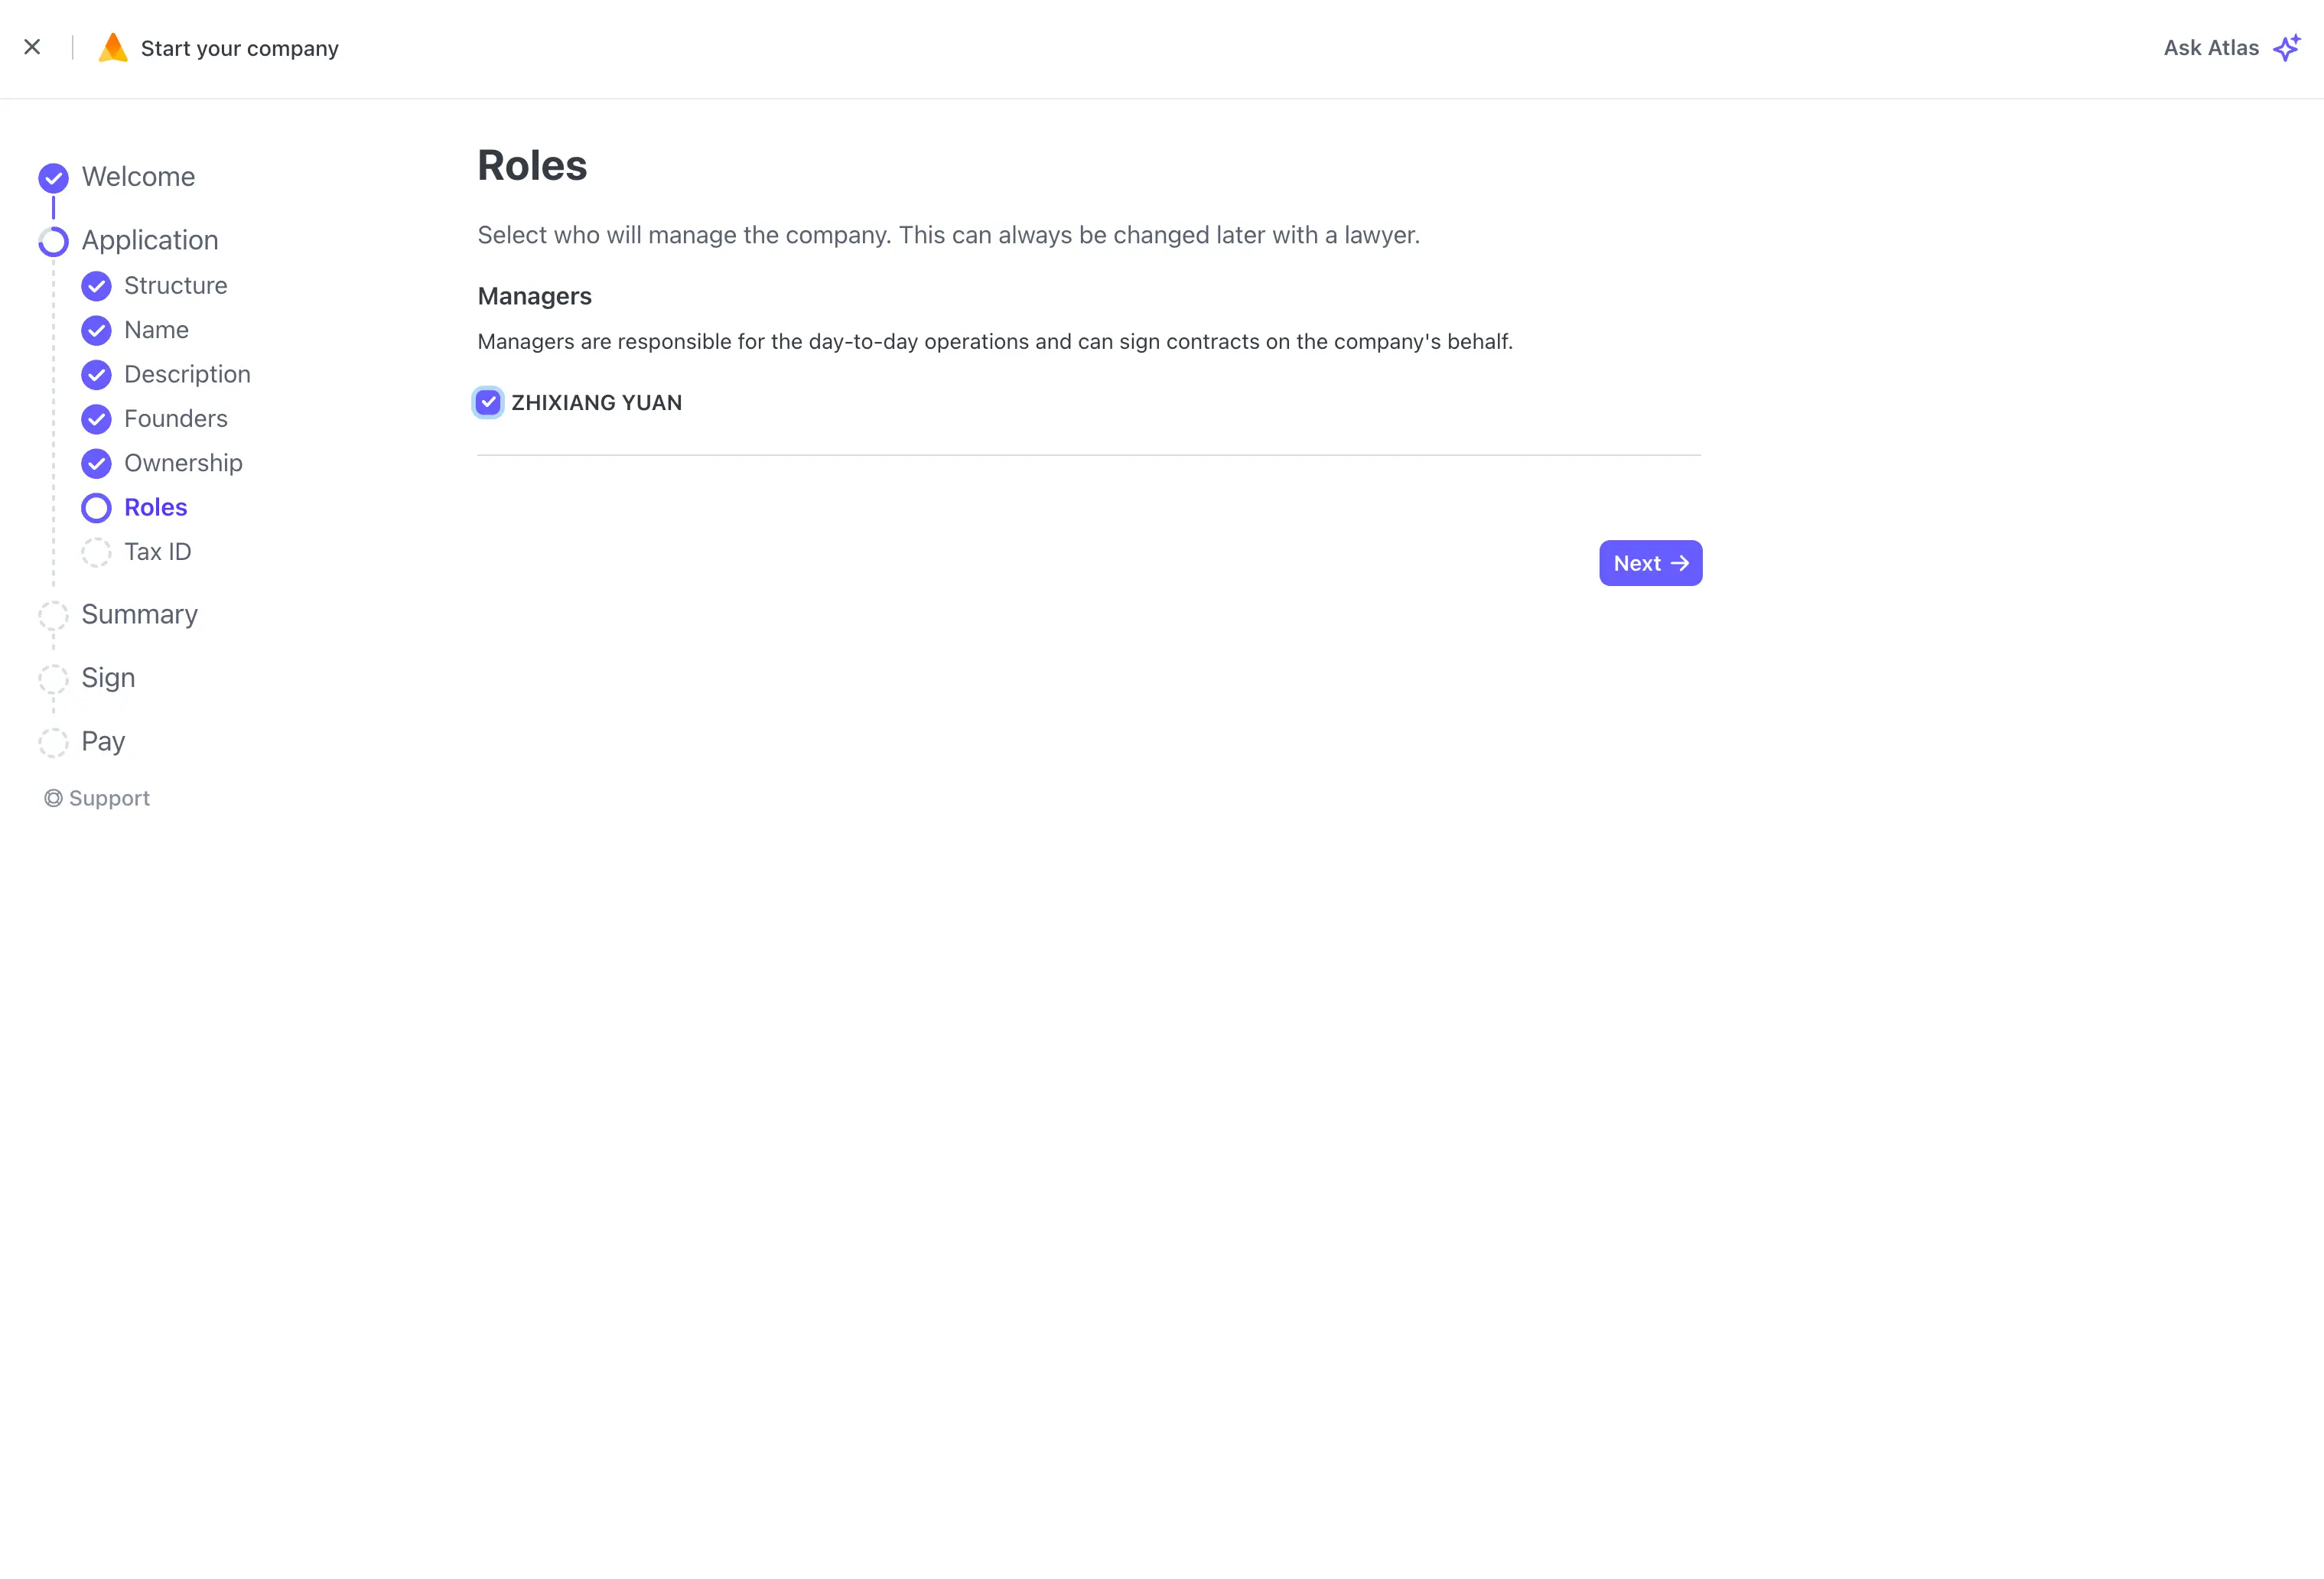 Start your company
Ask Atlas
Welcome
Application
Structure
Name
Description
Founders
Ownership
Roles
Tax ID
Summary
Sign
Pay
Support
Roles
Select who will manage the company. This can always be changed later with a lawyer.
Managers
Managers are responsible for the day-to-day operations and can sign contracts on the company's behalf.
ZHIXIANG YUAN
Next